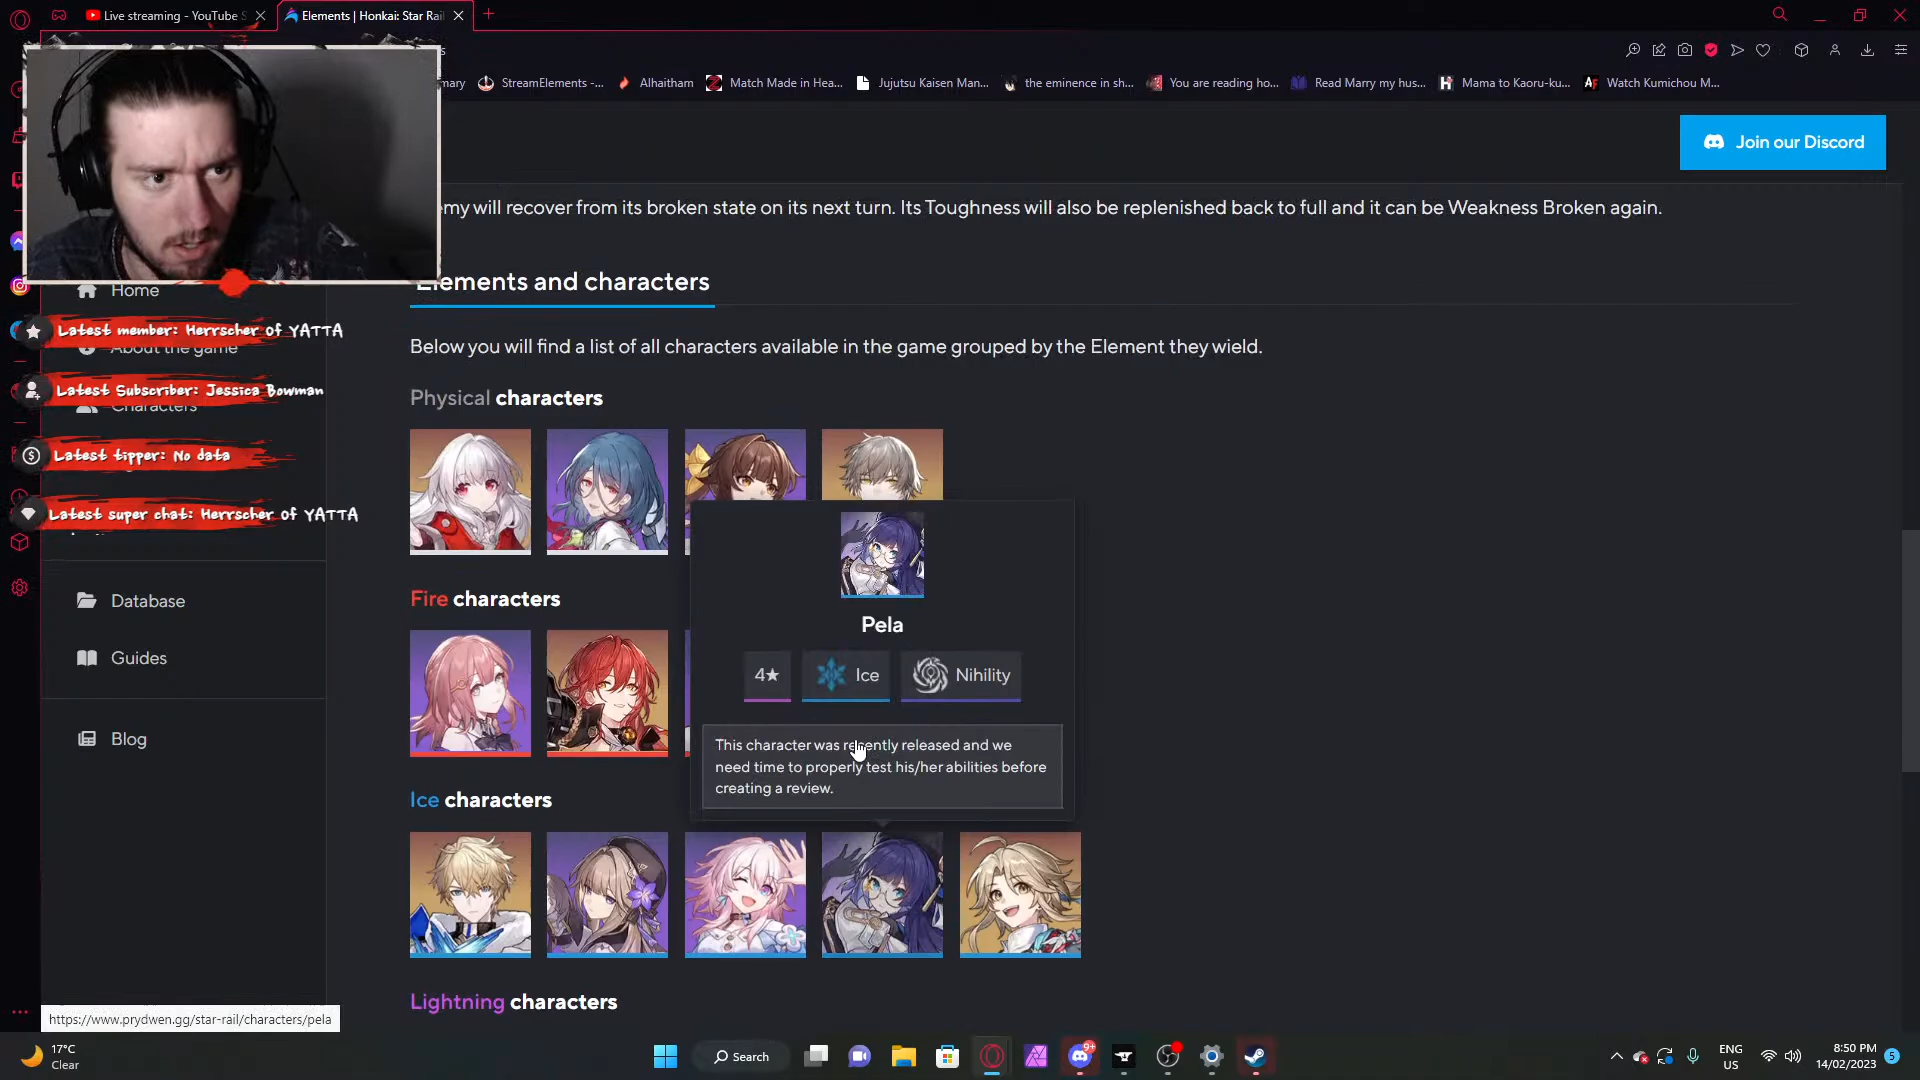 Live streaming - YouTube S
Elements | Honkai: Star Rail
mary
StreamElements -...
Alhaitham
Match Made in Hea...
Jujutsu Kaisen Man...
the eminence in sh...
You are reading ho...
Read Marry my hus...
Mama to Kaoru-ku...
Watch Kumichou M...
Join our Discord
emy will recover from its broken state on its next turn. Its Toughness will also be replenished back to full and it can be Weakness Broken again.
Elements and characters
Home
Latest member: Herrscher of YATTA
About the game
Below you will find a list of all characters available in the game grouped by the Element they wield.
Latest Subscriber: Jessica Bowman
Characters
Physical characters
Latest tipper: No data
Latest super chat: Herrscher of YATTA
Database
Guides
Blog
Fire characters
Pela
4★
Ice
Nihility
This character was recently released and we
need time to properly test his/her abilities before
creating a review.
Ice characters
Lightning characters
https://www.prydwen.gg/star-rail/characters/pela
17°C
Clear
Search
9+
ENG
US
8:50 PM
14/02/2023
5